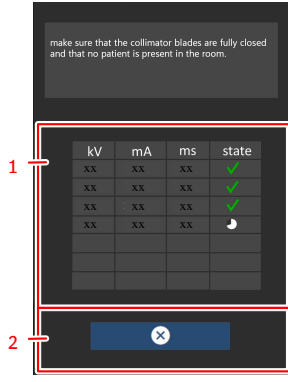 make sure that the collimator blades are fully closed
and that no patient is present in the room.
kV mA ms state
xx xx xx
xx xx xx
xx xx xx
xx xx xx
1
2